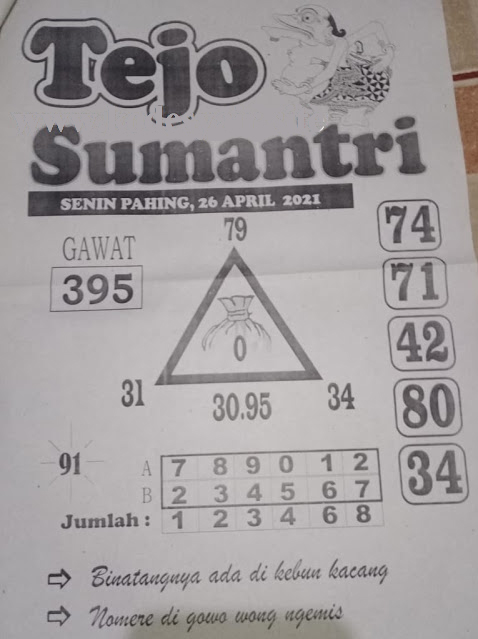 Tejo
Sumantri
SENIN PAHING, 26 APRIL 2021
GAWAT
395
79
0
31
30.95
34
74
71
42
80
34
91
A 7 8 9 0 1 2
B 2 3 4 5 6 7
Jumlah : 1 2 3 4 6 8
Binatangnya ada di kebun kacang
Nomere di gowo wong ngemis